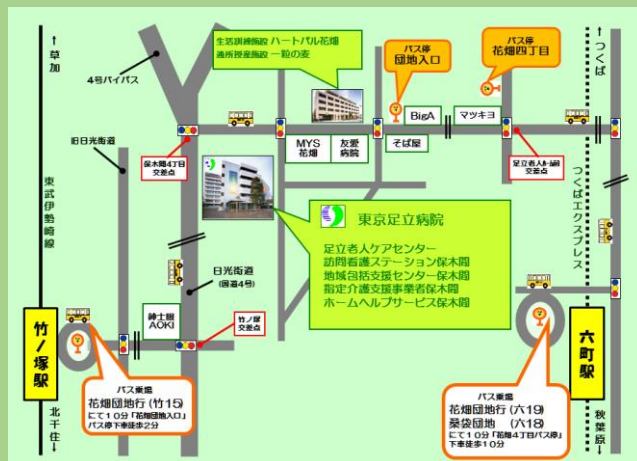 ↑草加
4号バイパス
生活訓練施設 ハートパル花畑
通所授産施設 一粒の麦
バス停
団地入口
バス停
花畑四丁目
↑つくば
旧日光街道
保木間4丁目
交差点
MYS
花畑
友愛
病院
そば屋
BigA
マツキヨ
足立老人ホーム前
交差点
東武伊勢崎線
つくばエクスプレス
東京足立病院
足立老人ケアセンター
訪問看護ステーション保木間
地域包括支援センター保木間
指定介護支援事業者保木間
ホームヘルプサービス保木間
日光街道
(国道4号)
紳士服
AOKI
竹ノ塚
交差点
竹ノ塚駅
六町駅
バス乗場
花畑団地行(竹15)
にて10分「花畑団地入口」
バス停下車徒歩2分
バス乗場
花畑団地行(六19)
桑袋団地 (六18)
にて10分「花畑4丁目バス停」
下車徒歩10分
北千住↓
秋葉原↓